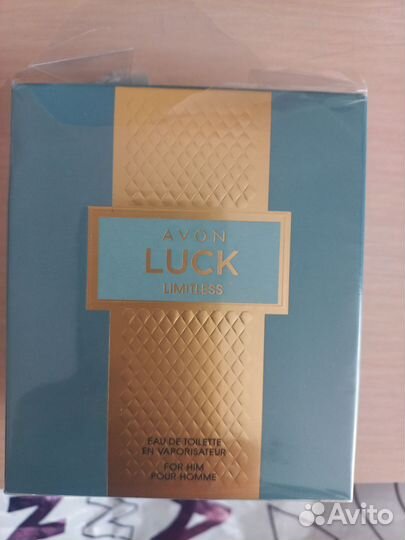 AVON
LUCK
LIMITLESS
EAU DE TOILETTE
EN VAPORISATEUR
FOR HIM
POUR HOMME
Avito